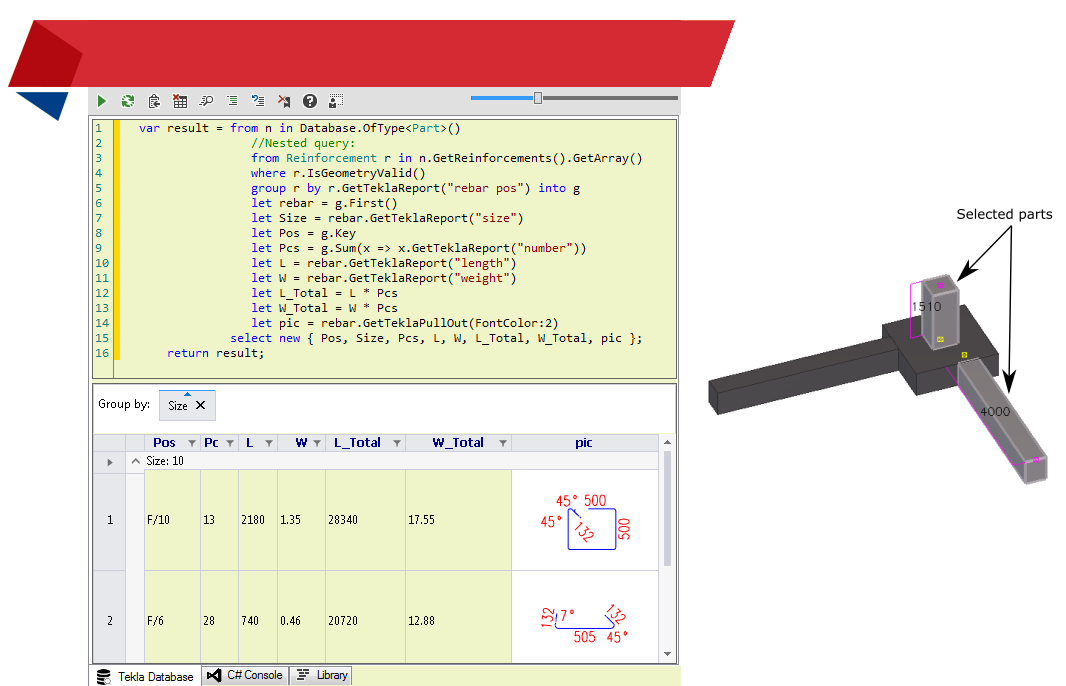 1 var result = from n in Database.OfType<Part>()
2 //Nested query:
3 from Reinforcement r in n.GetReinforcements().GetArray()
4 where r.IsGeometryValid()
5 group r by r.GetTeklaReport("rebar pos") into g
6 let rebar = g.First()
7 let Size = rebar.GetTeklaReport("size")
8 let Pos = g.Key
9 let Pcs = g.Sum(x => x.GetTeklaReport("number"))
10 let L = rebar.GetTeklaReport("length")
11 let W = rebar.GetTeklaReport("weight")
12 let L_Total = L * Pcs
13 let W_Total = W * Pcs
14 let pic = rebar.GetTeklaPullOut(FontColor:2)
15 select new { Pos, Size, Pcs, L, W, L_Total, W_Total, pic };
16 return result;
Selected parts
1510
4000
Group by: Size
Pos Pc L W L_Total W_Total pic
Size: 10
1 F/10 13 2180 1.35 28340 17.55
45° 500
45° 132 500
2 F/6 28 740 0.46 20720 12.88
132 7° 132
505 45°
Tekla Database C# Console Library